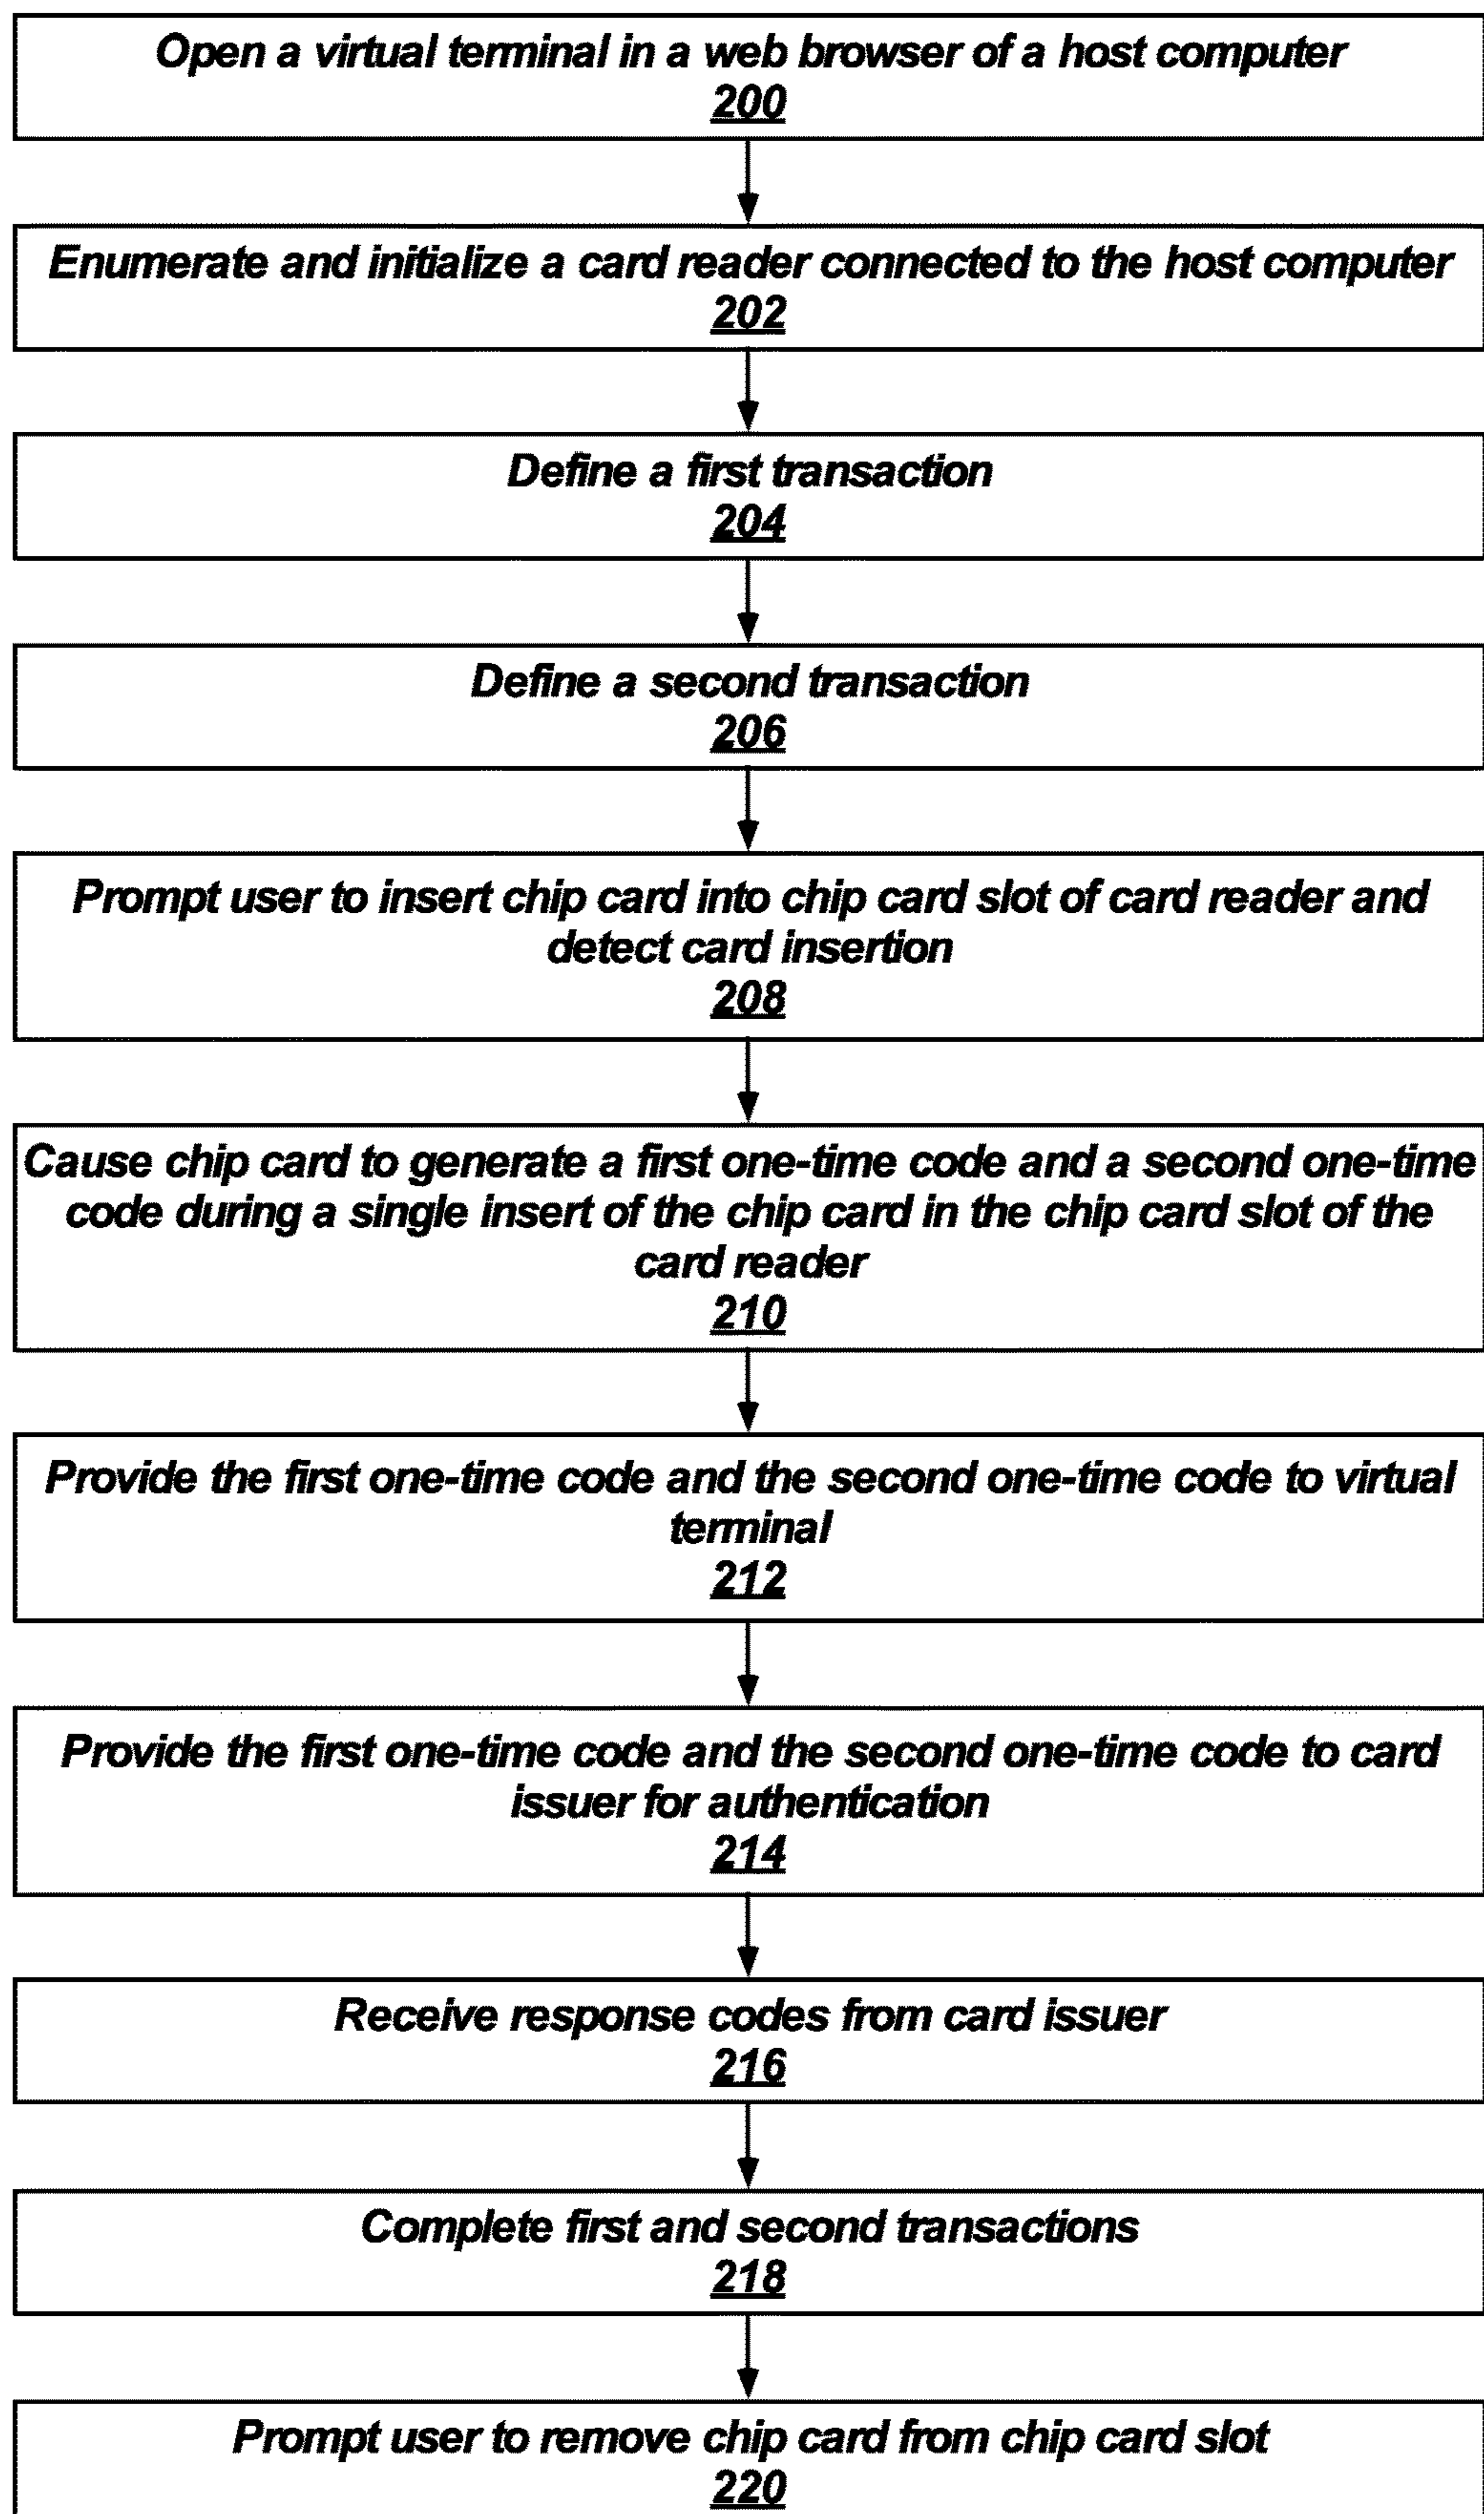 Open a virtual terminal in a web browser of a host computer
200
Enumerate and initialize a card reader connected to the host computer
202
Define a first transaction
204
Define a second transaction
206
Prompt user to insert chip card into chip card slot of card reader and
detect card insertion
208
Cause chip card to generate a first one-time code and a second one-time
code during a single insert of the chip card in the chip card slot of the
card reader
210
Provide the first one-time code and the second one-time code to virtual
terminal
212
Provide the first one-time code and the second one-time code to card
issuer for authentication
214
Receive response codes from card issuer
216
Complete first and second transactions
218
Prompt user to remove chip card from chip card slot
220